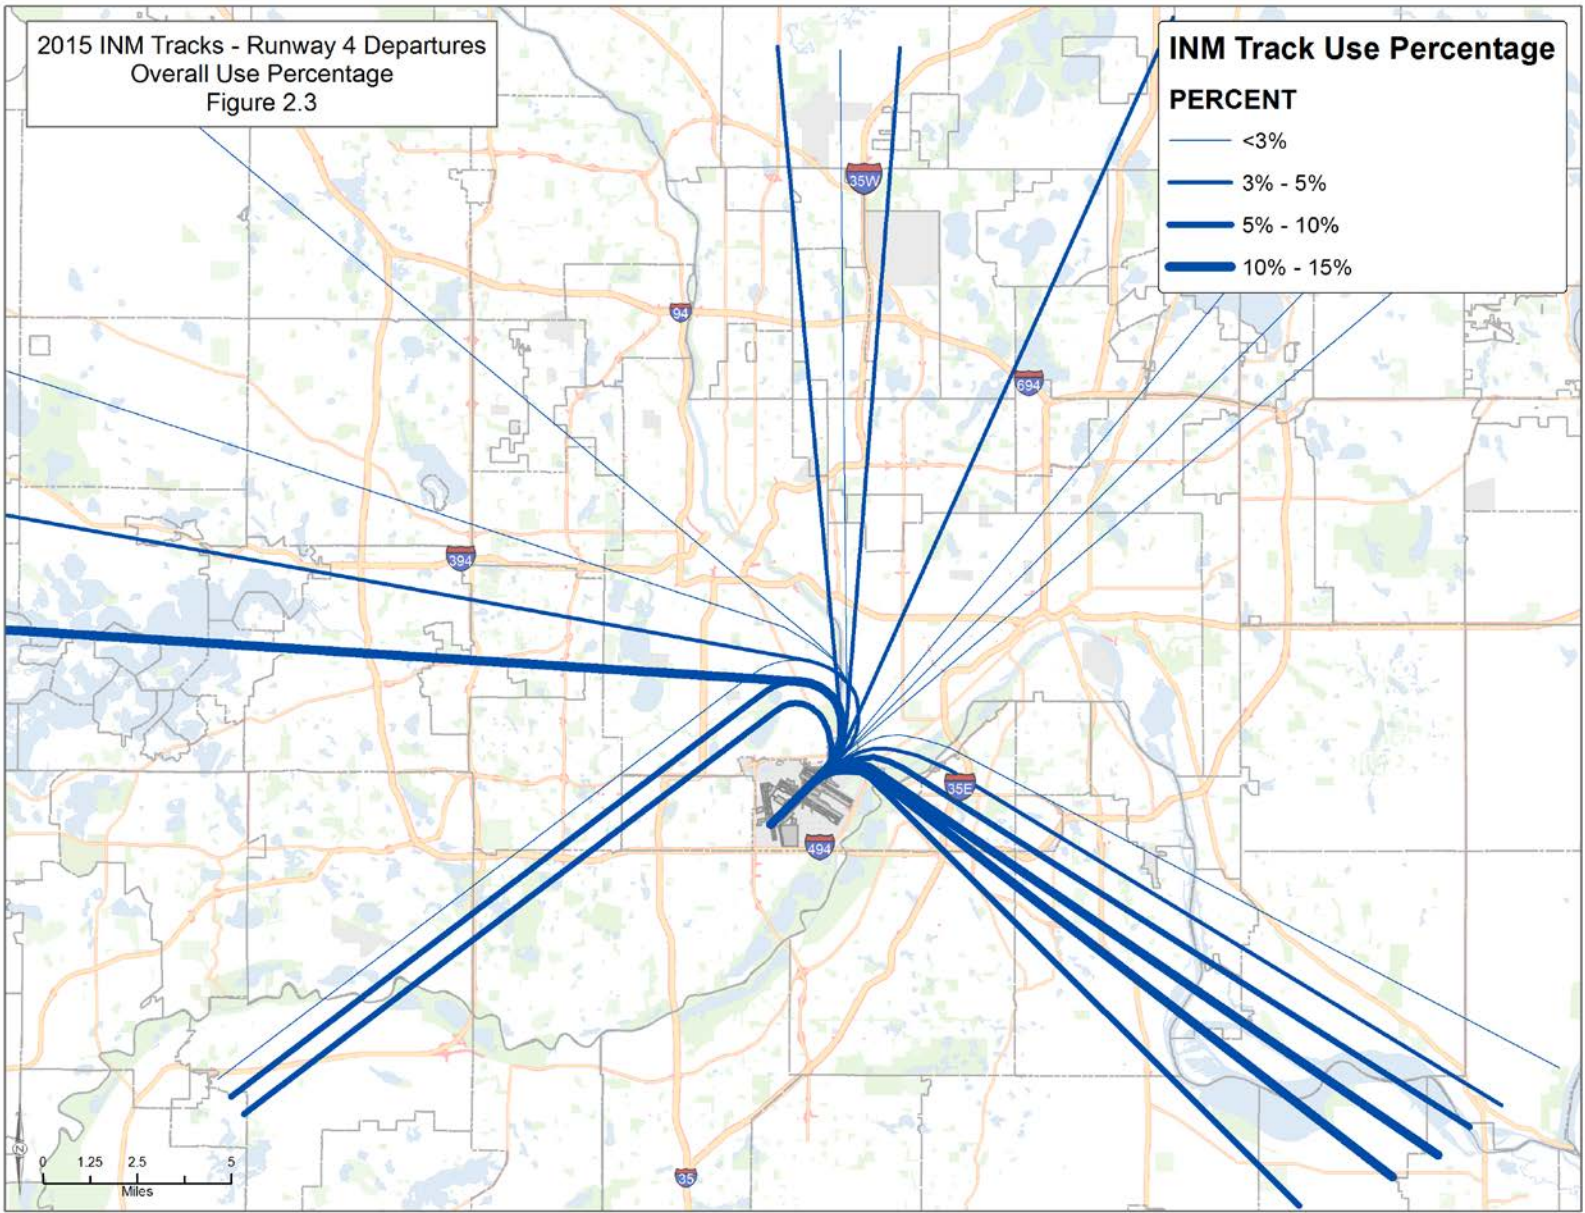 2015 INM Tracks - Runway 4 Departures
Overall Use Percentage
Figure 2.3
INM Track Use Percentage
PERCENT
<3%
3% - 5%
5% - 10%
10% - 15%
35W
94
694
394
35E
494
35
N
0 1.25 2.5 5
Miles